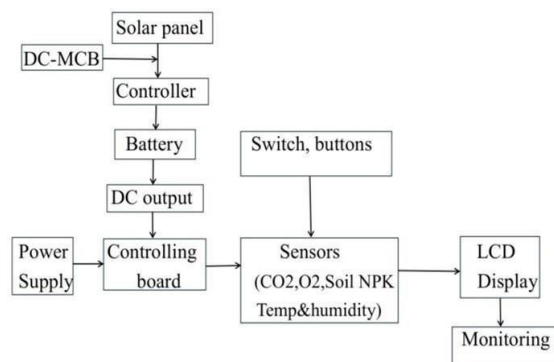 Solar panel
DC-MCB
Controller
Battery
Switch, buttons
DC output
Power
Supply
Controlling
board
Sensors
(CO2,O2,Soil NPK
Temp&humidity)
LCD
Display
Monitoring